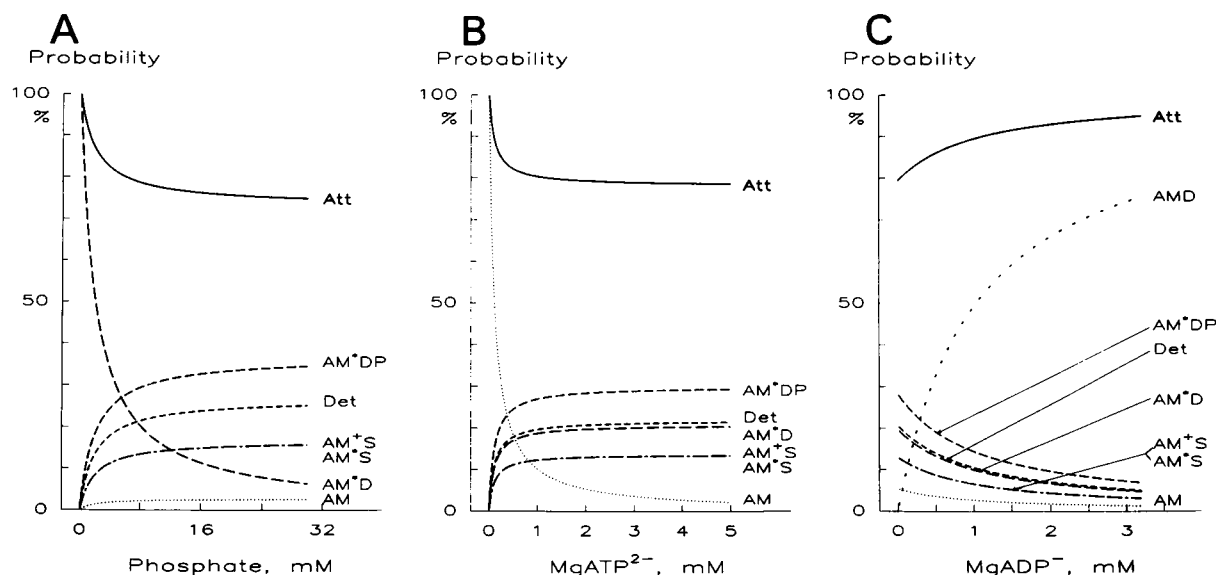 A
Probability
100
%
50
0
Att
AM*DP
Det
AM+S
AM*S
AM*D
AM
0
16
32
Phosphate, mM
B
Probability
100
%
50
0
Att
AM*DP
Det
AM*D
AM+S
AM*S
AM
0
1
2
3
4
5
MgATP2−, mM
C
Probability
100
%
50
0
Att
AMD
AM*DP
Det
AM*D
AM+S
AM*S
AM
0
1
2
3
MgADP−, mM